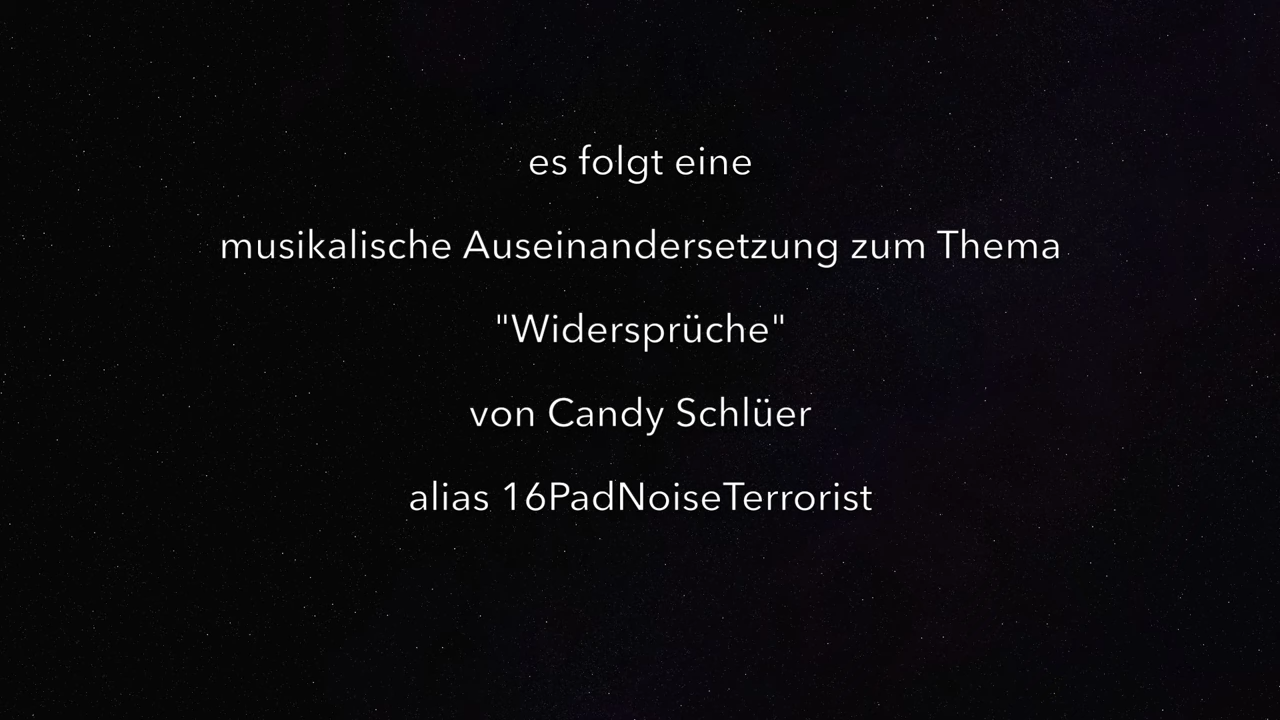 es folgt eine
musikalische Auseinandersetzung zum Thema
"Widersprüche"
von Candy Schlüer
alias 16PadNoiseTerrorist